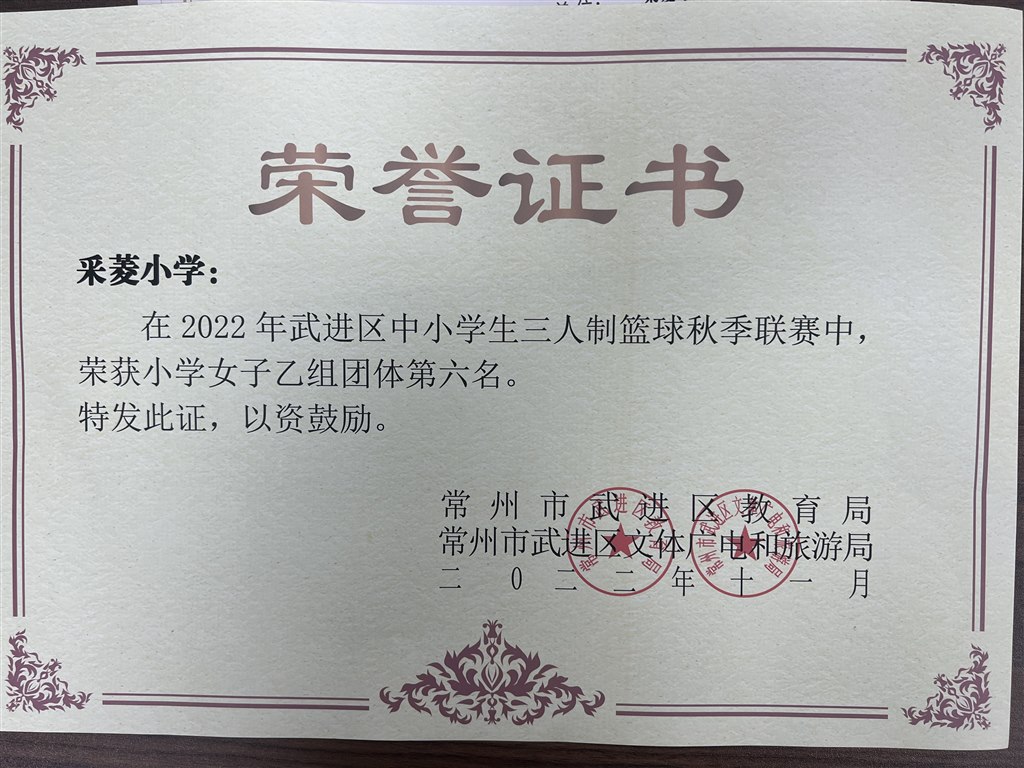 荣誉证书
采菱小学：
在2022年武进区中小学生三人制篮球秋季联赛中，
荣获小学女子乙组团体第六名。
特发此证，以资鼓励。
常州市武进区教育局
常州市武进区文体广电和旅游局
二0二二年十一月